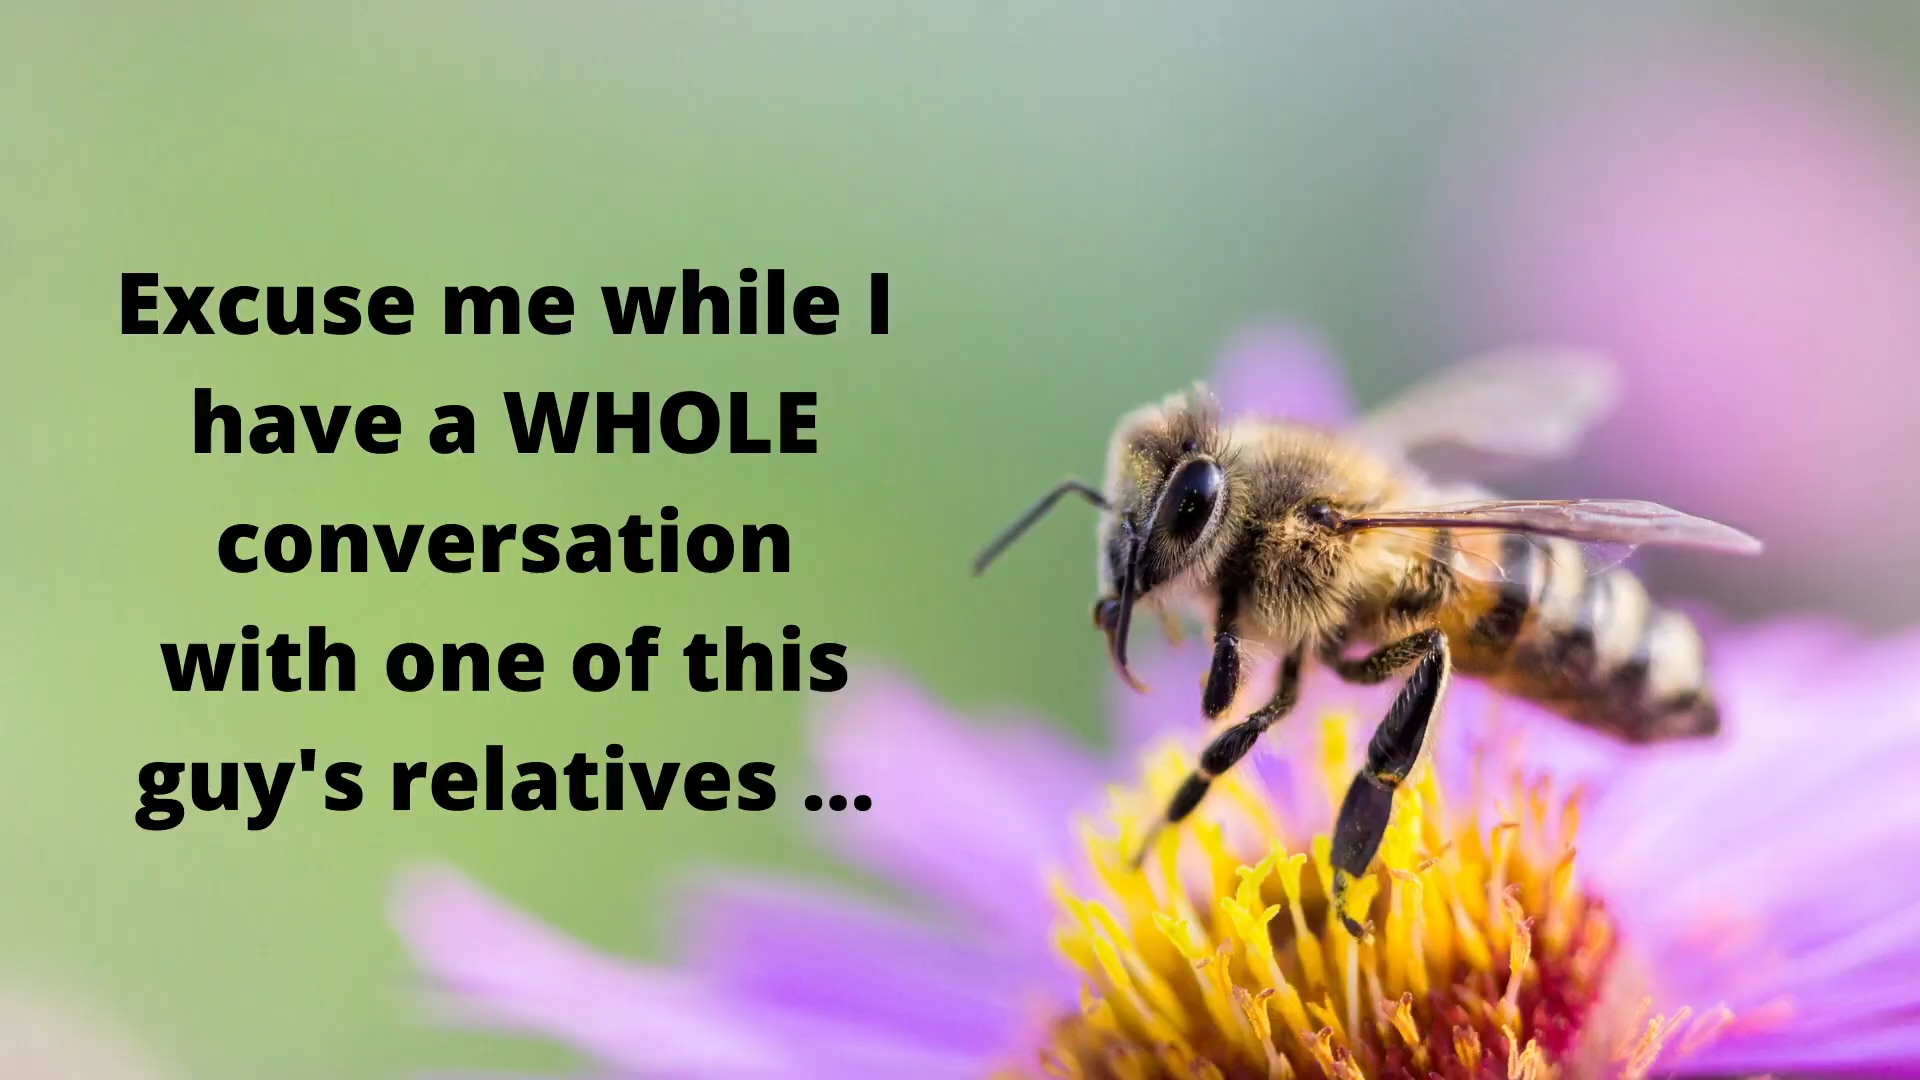 Excuse me while I
have a WHOLE
conversation
with one of this
guy's relatives ...